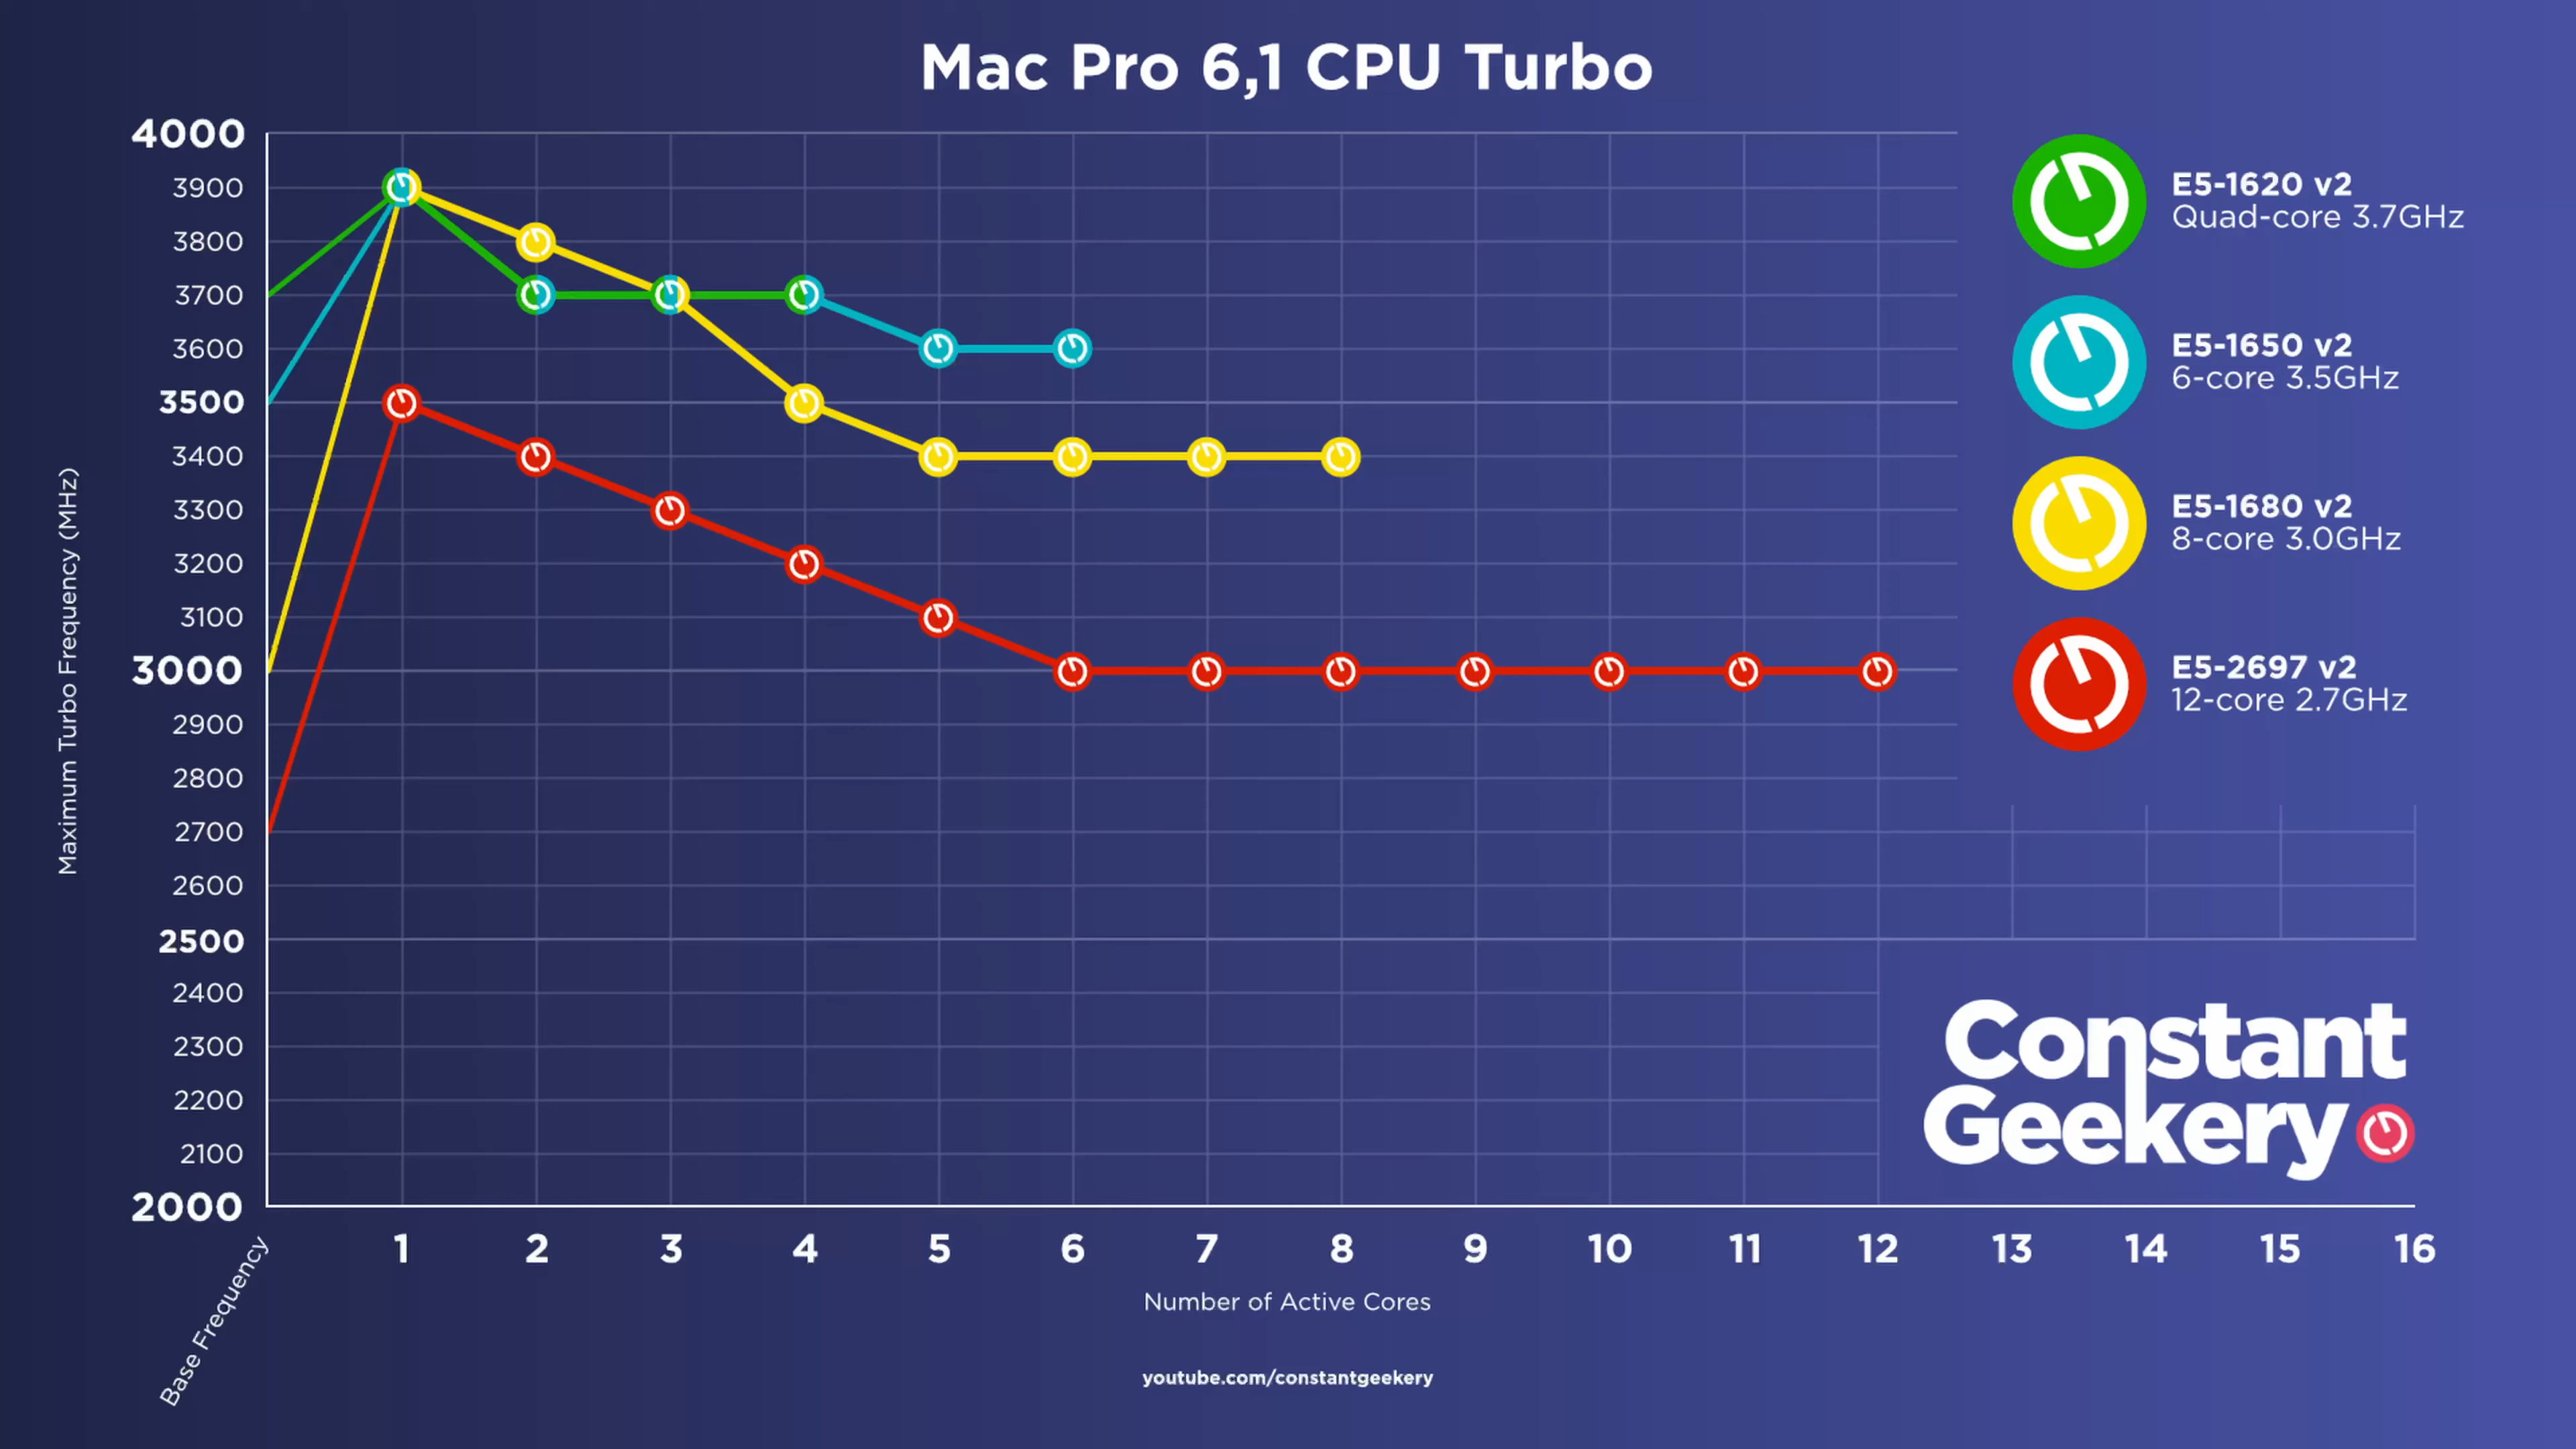 Mac Pro 6,1 CPU Turbo
4000
3900
3800
3700
3600
3500
3400
3300
3200
3100
3000
2900
2800
2700
2600
2500
2400
2300
2200
2100
2000
Maximum Turbo Frequency (MHz)
E5-1620 v2
Quad-core 3.7GHz
E5-1650 v2
6-core 3.5GHz
E5-1680 v2
8-core 3.0GHz
E5-2697 v2
12-core 2.7GHz
Constant
Geekery
Base Frequency
1 2 3 4 5 6 7 8 9 10 11 12 13 14 15 16
Number of Active Cores
youtube.com/constantgeekery